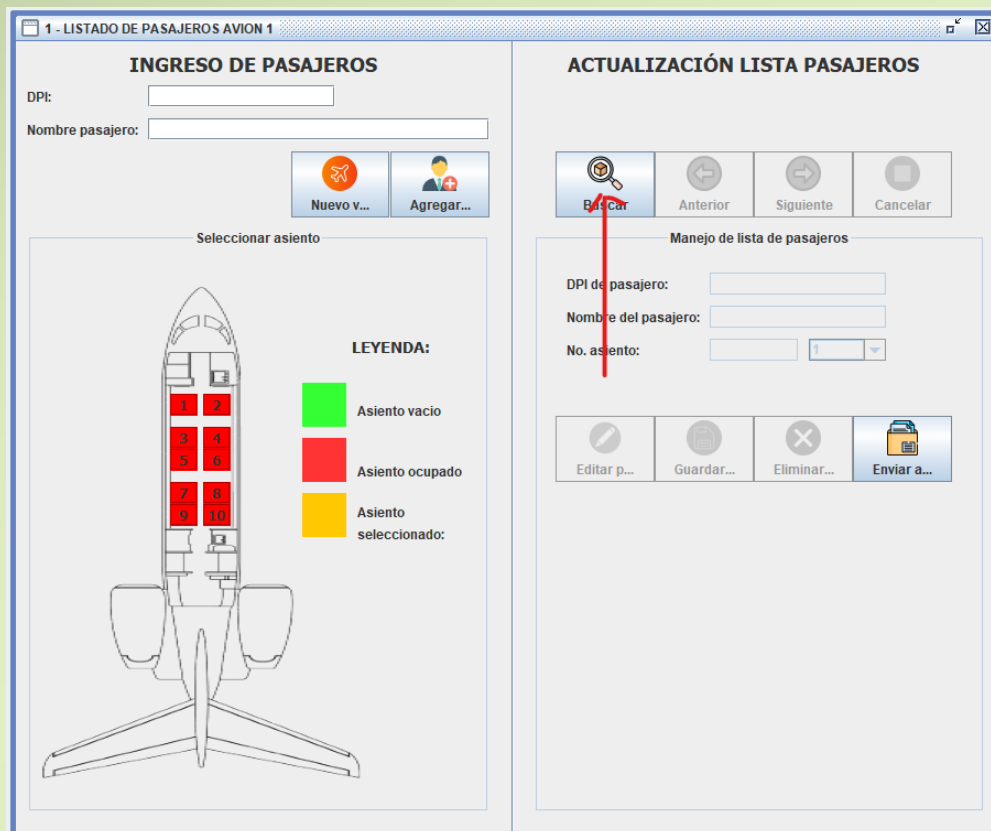 1 - LISTADO DE PASAJEROS AVION 1
INGRESO DE PASAJEROS
DPI:
Nombre pasajero:
Nuevo v...
Agregar...
Seleccionar asiento
LEYENDA:
Asiento vacio
Asiento ocupado
Asiento
seleccionado:
1 2
3 4
5 6
7 8
9 10
ACTUALIZACIÓN LISTA PASAJEROS
Buscar
Anterior
Siguiente
Cancelar
Manejo de lista de pasajeros
DPI de pasajero:
Nombre del pasajero:
No. asiento:
1
Editar p...
Guardar...
Eliminar...
Enviar a...